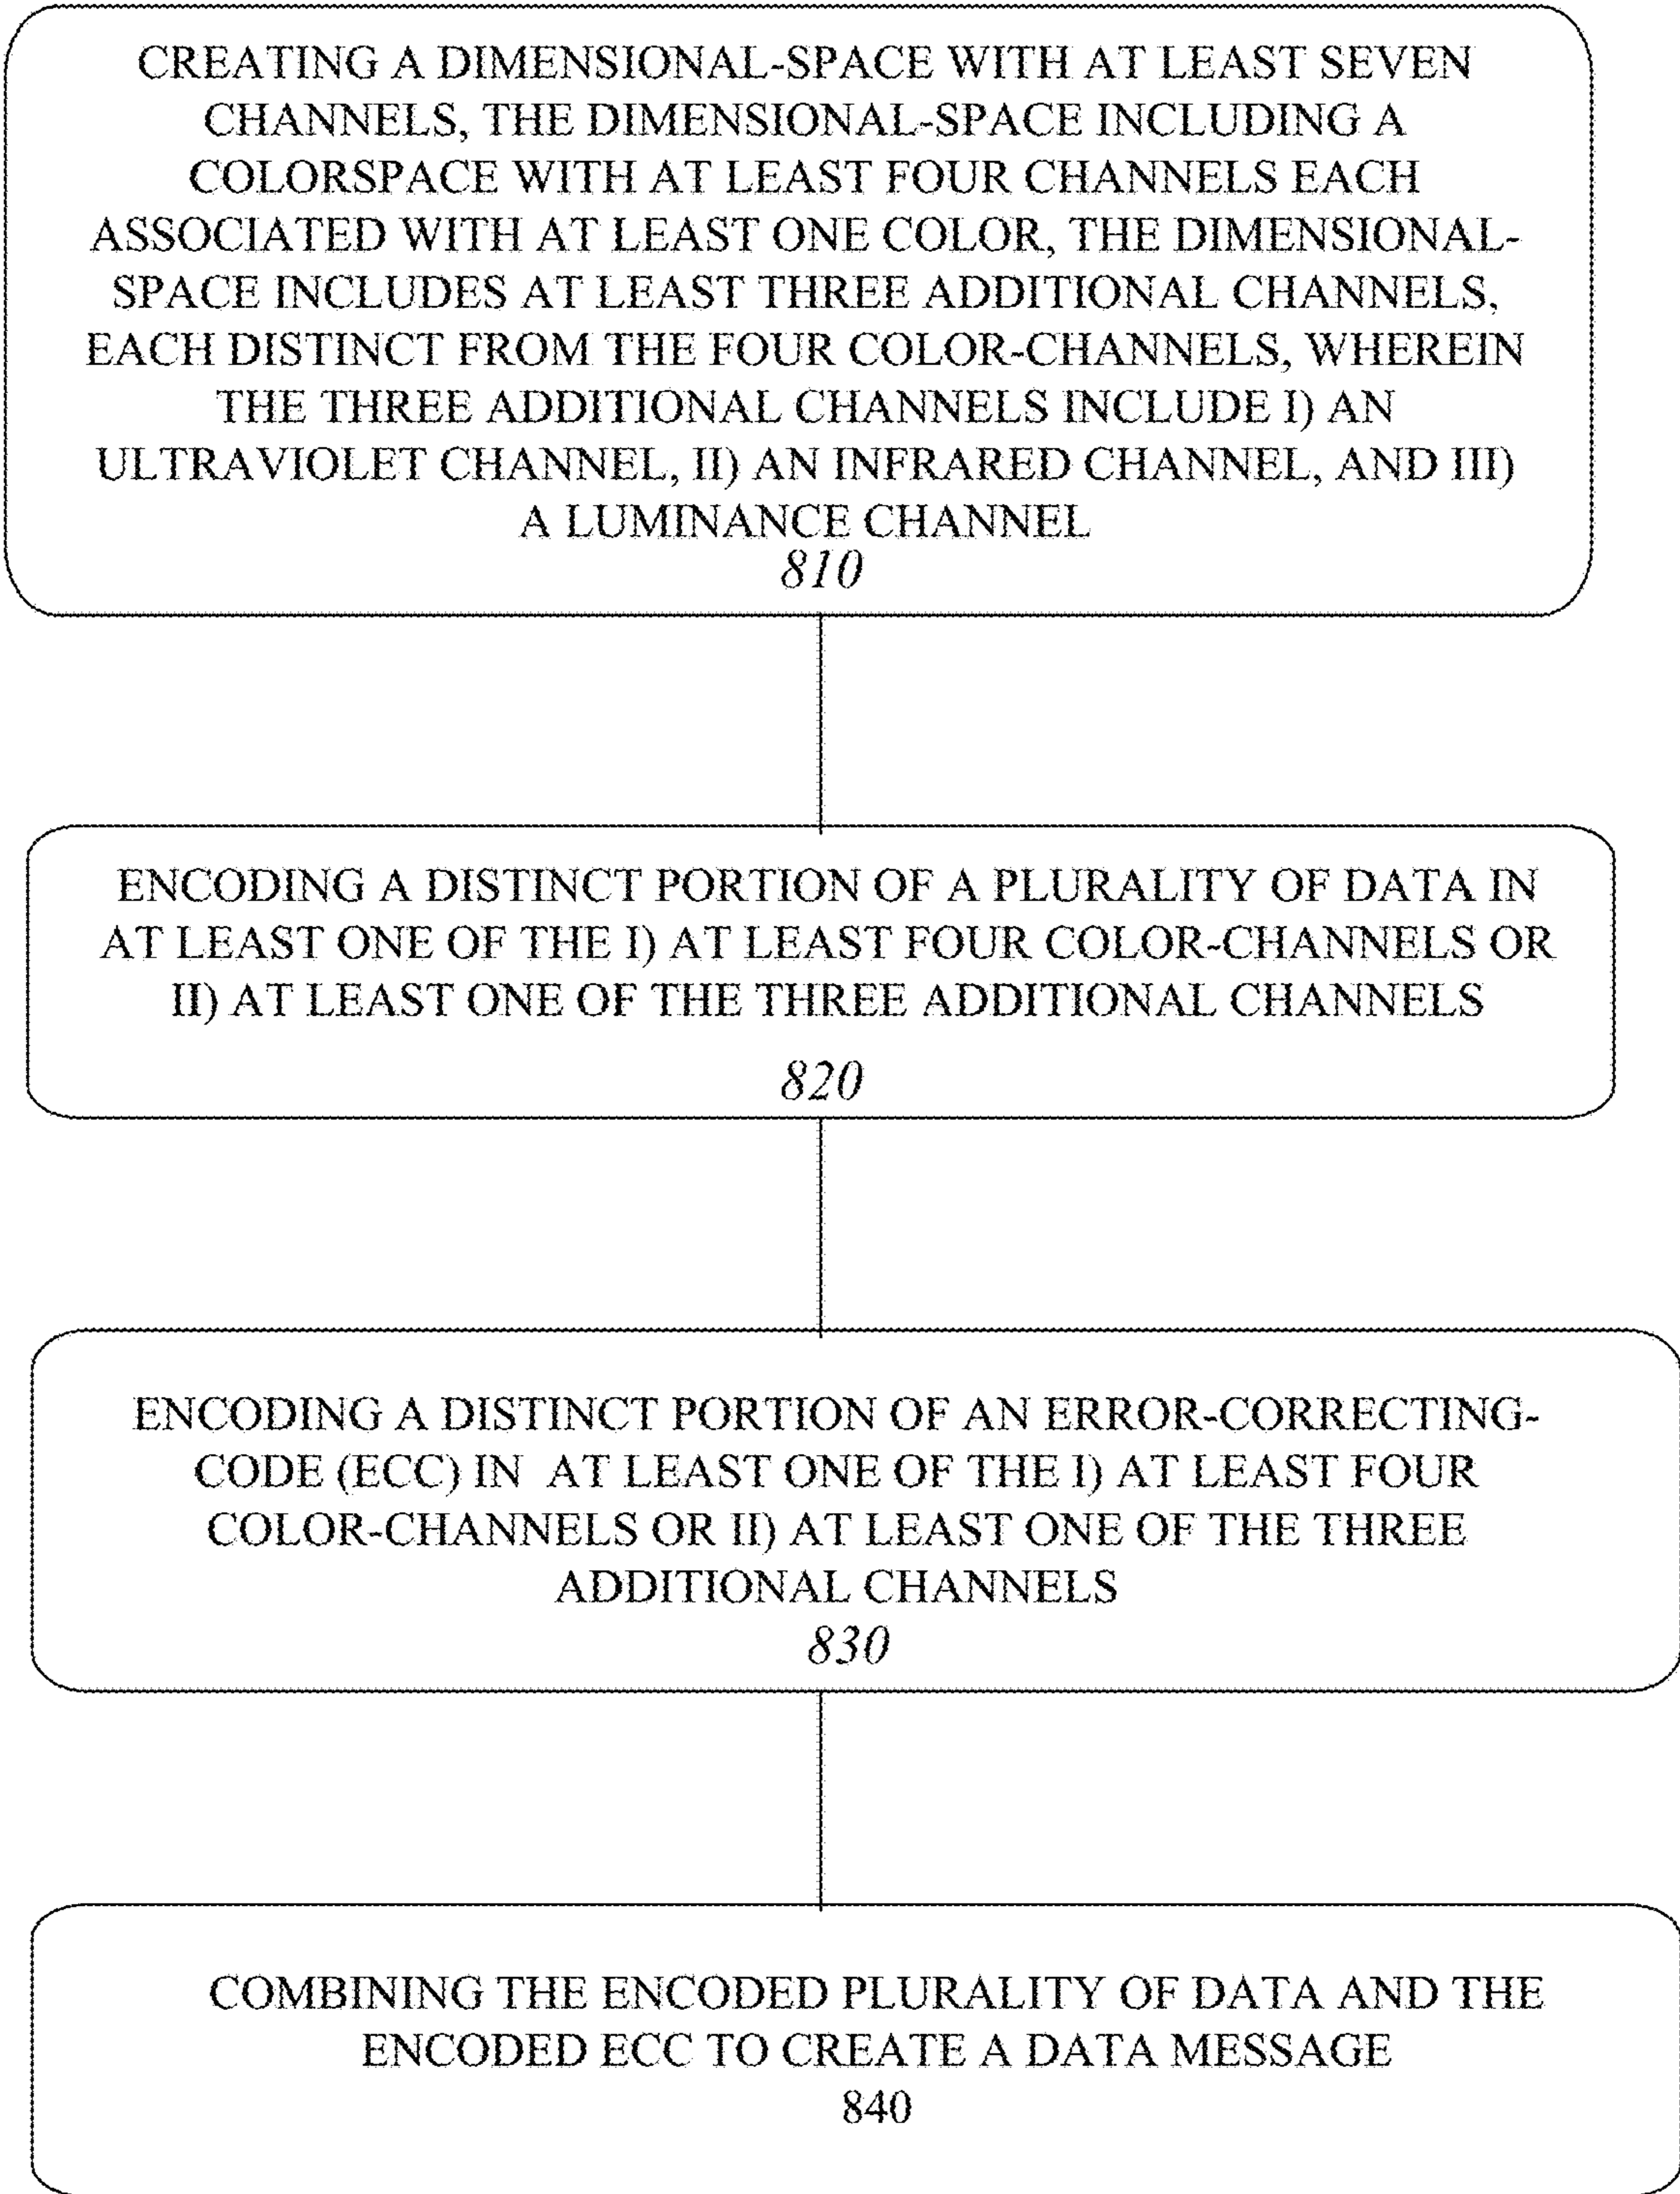 CREATING A DIMENSIONAL-SPACE WITH AT LEAST SEVEN
CHANNELS, THE DIMENSIONAL-SPACE INCLUDING A
COLORSPACE WITH AT LEAST FOUR CHANNELS EACH
ASSOCIATED WITH AT LEAST ONE COLOR, THE DIMENSIONAL-
SPACE INCLUDES AT LEAST THREE ADDITIONAL CHANNELS,
EACH DISTINCT FROM THE FOUR COLOR-CHANNELS, WHEREIN
THE THREE ADDITIONAL CHANNELS INCLUDE I) AN
ULTRAVIOLET CHANNEL, II) AN INFRARED CHANNEL, AND III)
A LUMINANCE CHANNEL
810
ENCODING A DISTINCT PORTION OF A PLURALITY OF DATA IN
AT LEAST ONE OF THE I) AT LEAST FOUR COLOR-CHANNELS OR
II) AT LEAST ONE OF THE THREE ADDITIONAL CHANNELS
820
ENCODING A DISTINCT PORTION OF AN ERROR-CORRECTING-
CODE (ECC) IN AT LEAST ONE OF THE I) AT LEAST FOUR
COLOR-CHANNELS OR II) AT LEAST ONE OF THE THREE
ADDITIONAL CHANNELS
830
COMBINING THE ENCODED PLURALITY OF DATA AND THE
ENCODED ECC TO CREATE A DATA MESSAGE
840